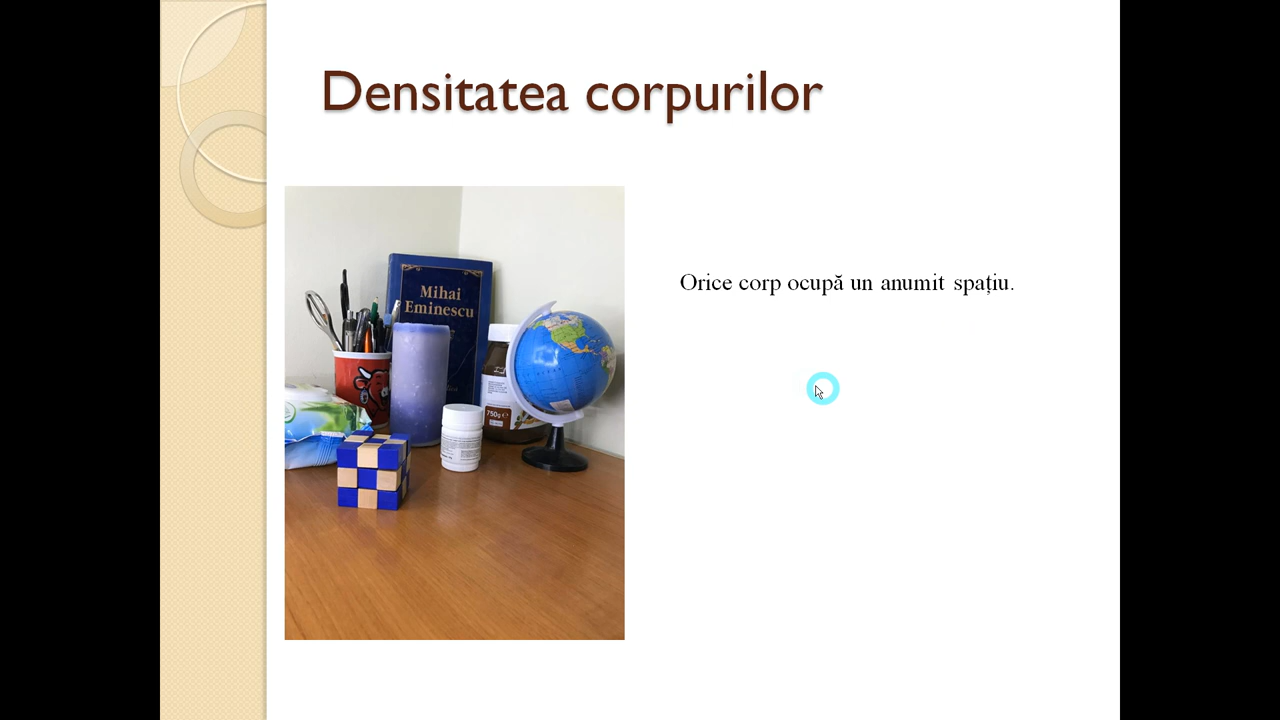 Densitatea corpurilor
Orice corp ocupă un anumit spațiu.
Mihai
Eminescu
750g